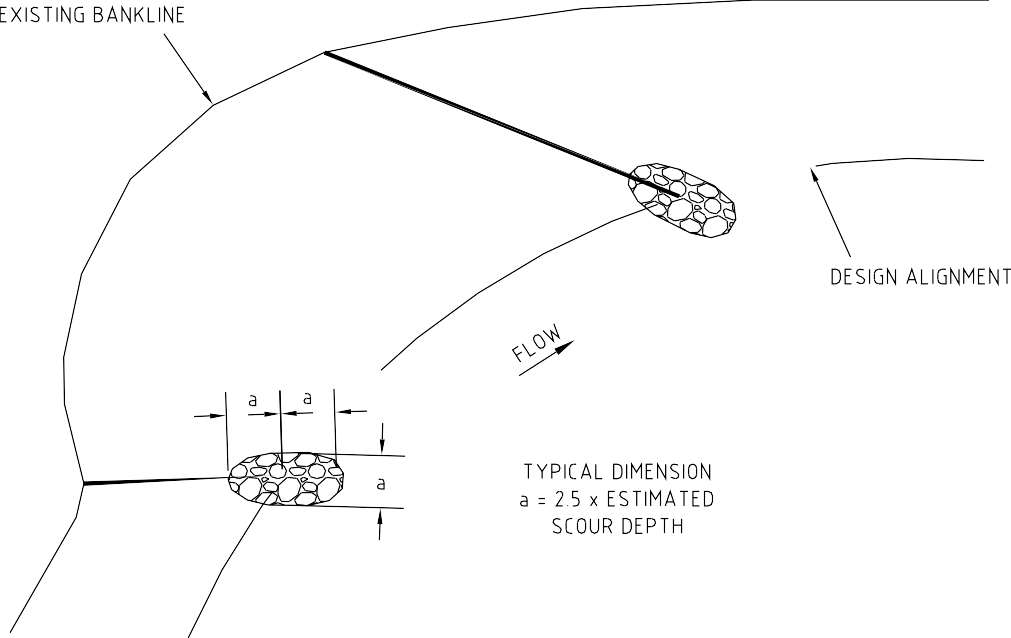 EXISTING BANKLINE
DESIGN ALIGNMENT
FLOW
a
a
a
TYPICAL DIMENSION
a = 2.5 x ESTIMATED
SCOUR DEPTH